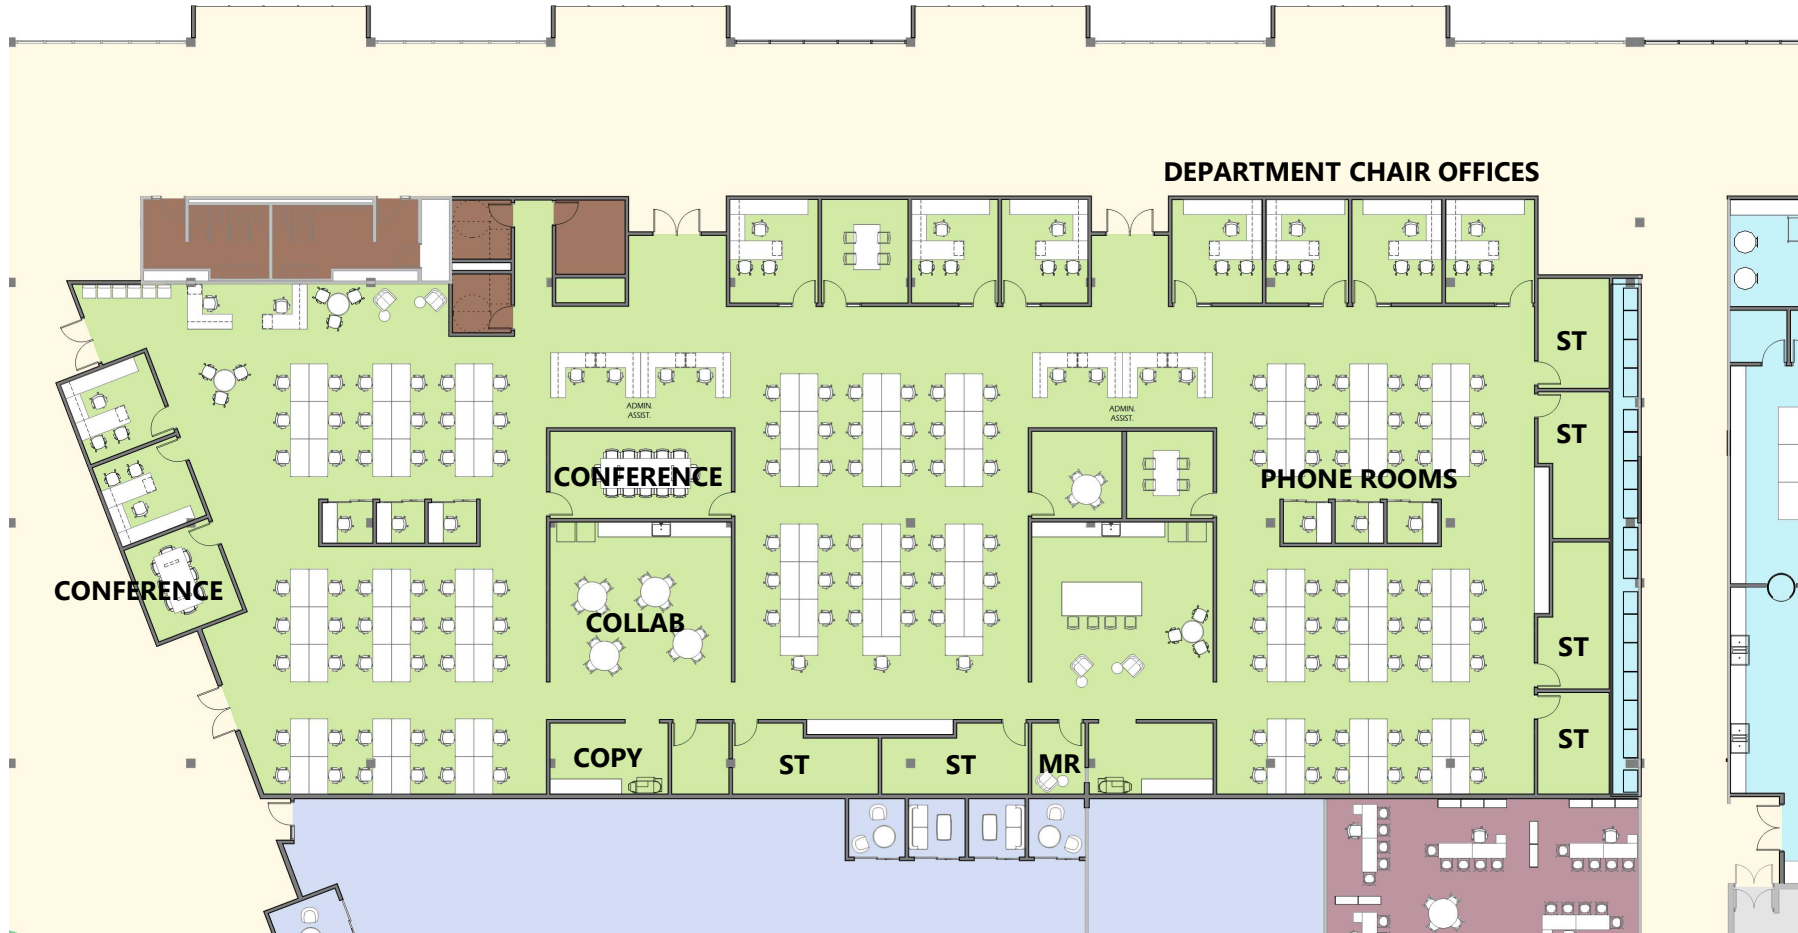 DEPARTMENT CHAIR OFFICES
ST
ADMIN.
ASSIST.
ADMIN.
ASSIST.
ST
CONFERENCE
PHONE ROOMS
CONFERENCE
COLLAB
ST
COPY
ST
ST
MR
ST